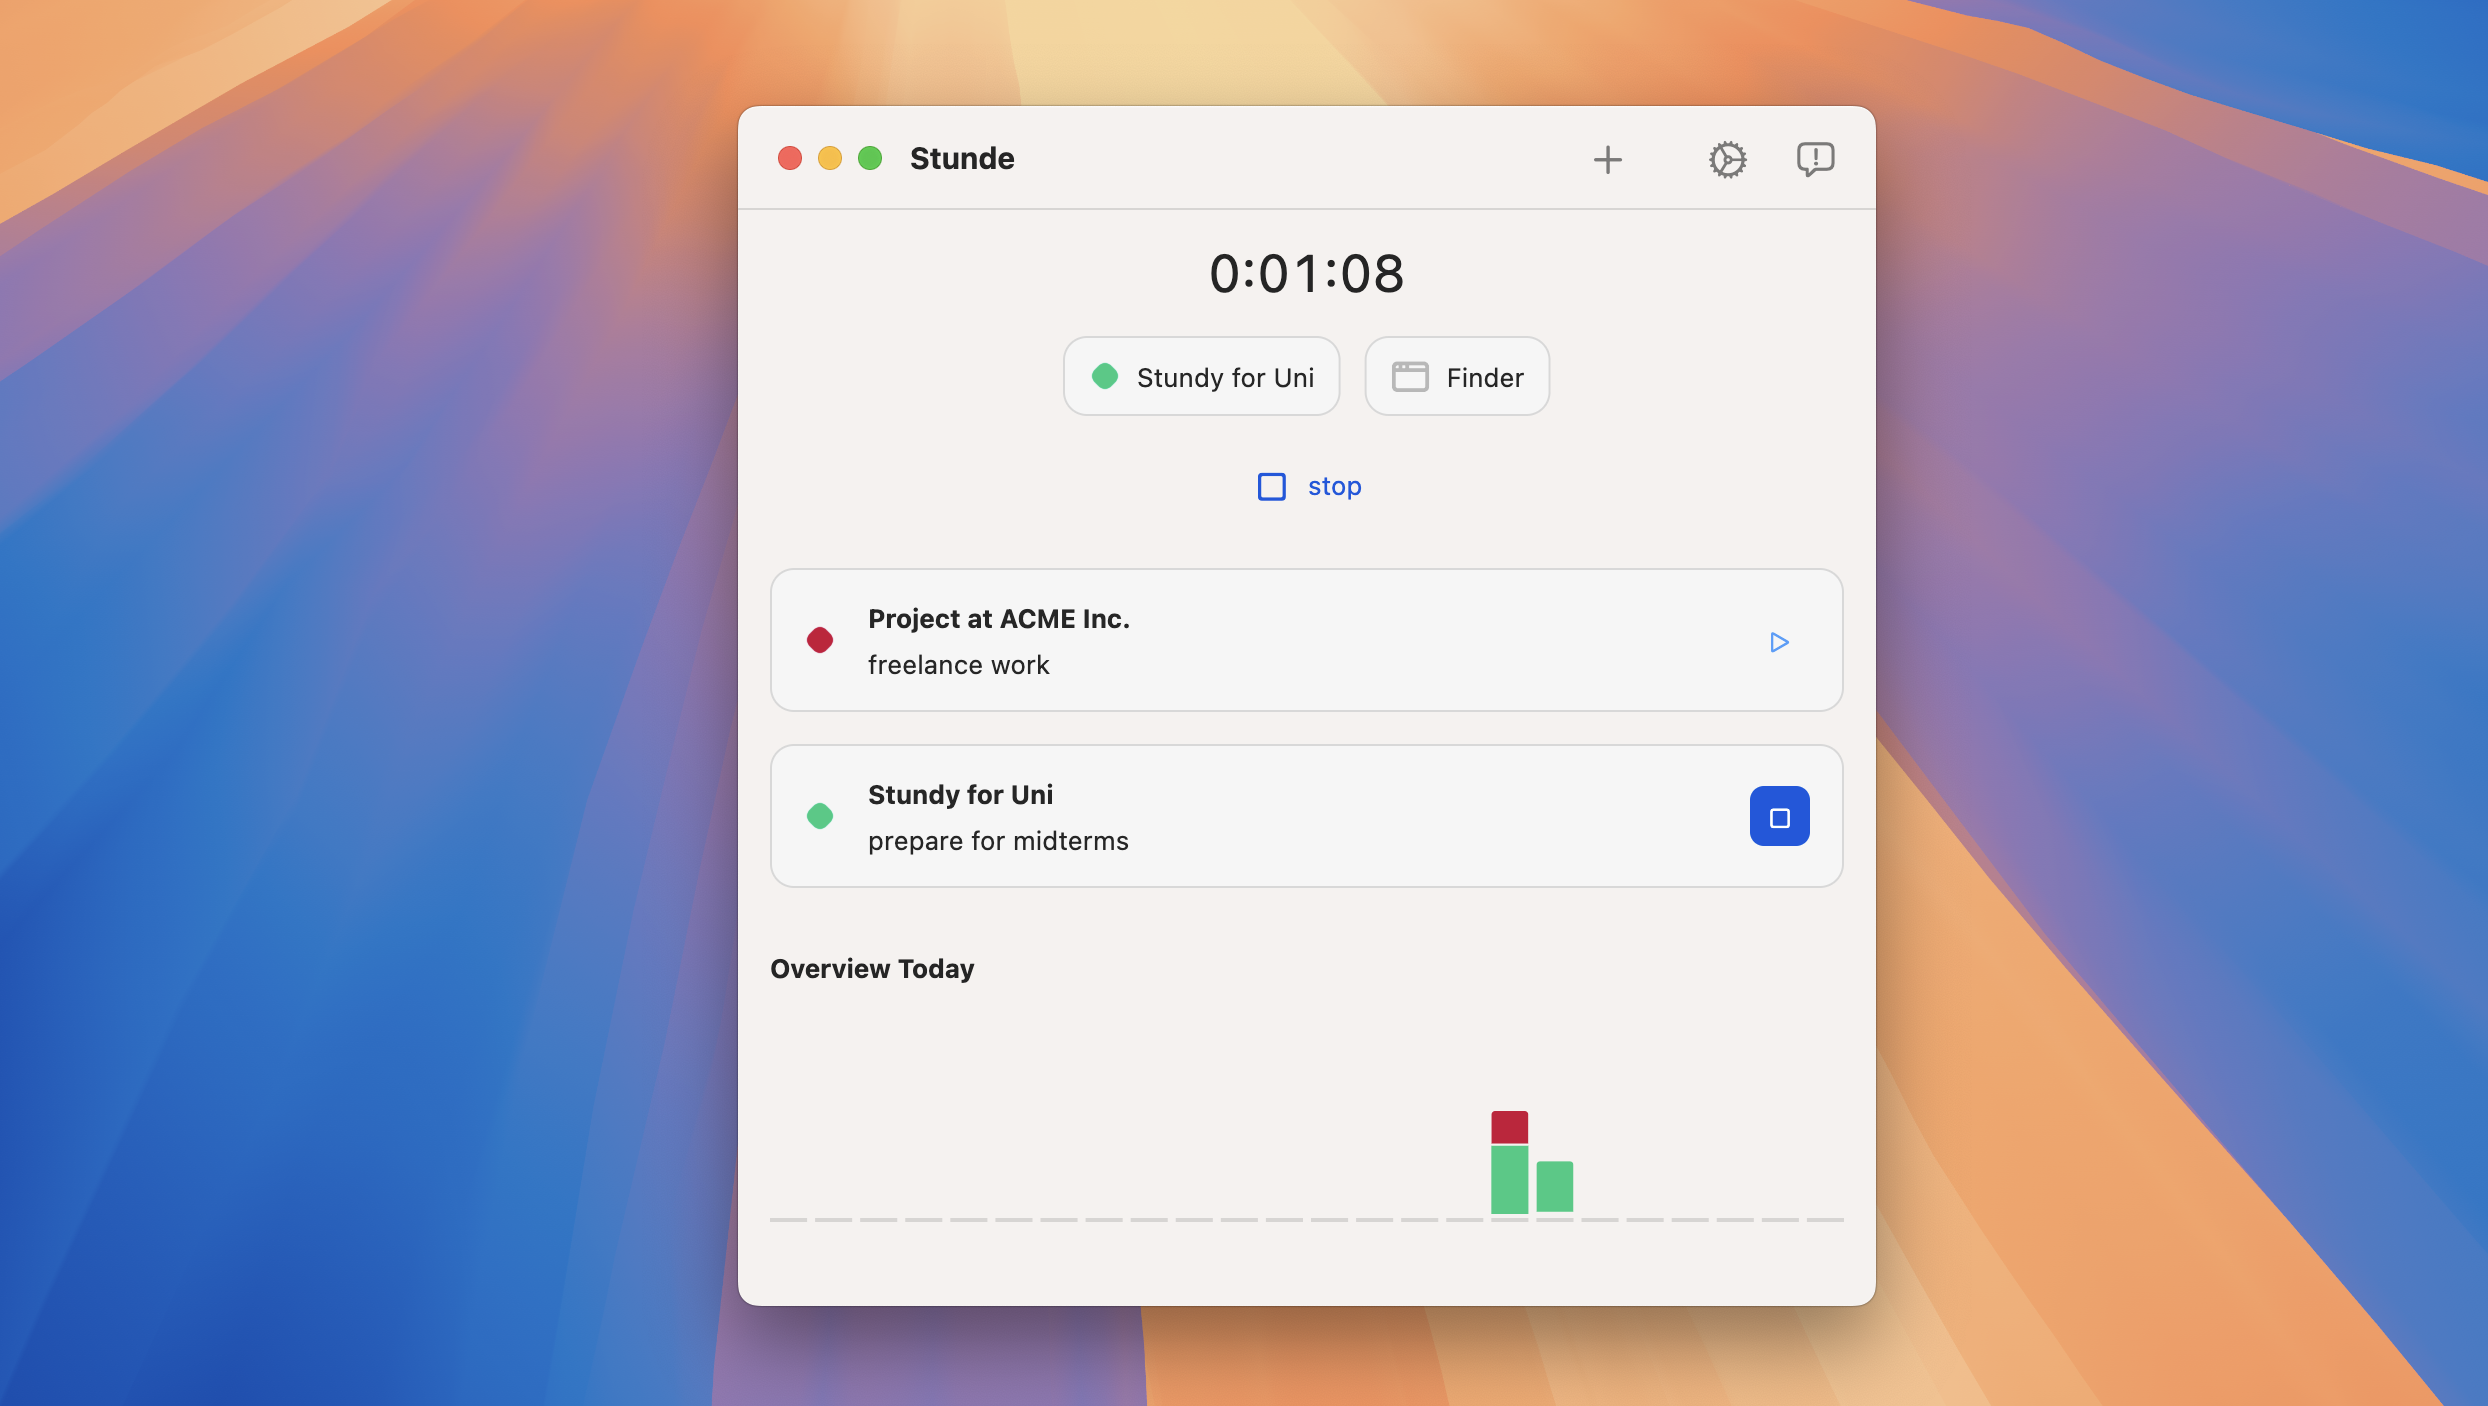 Stunde
0:01:08
Stundy for Uni
Finder
stop
Project at ACME Inc.
freelance work
Stundy for Uni
prepare for midterms
Overview Today